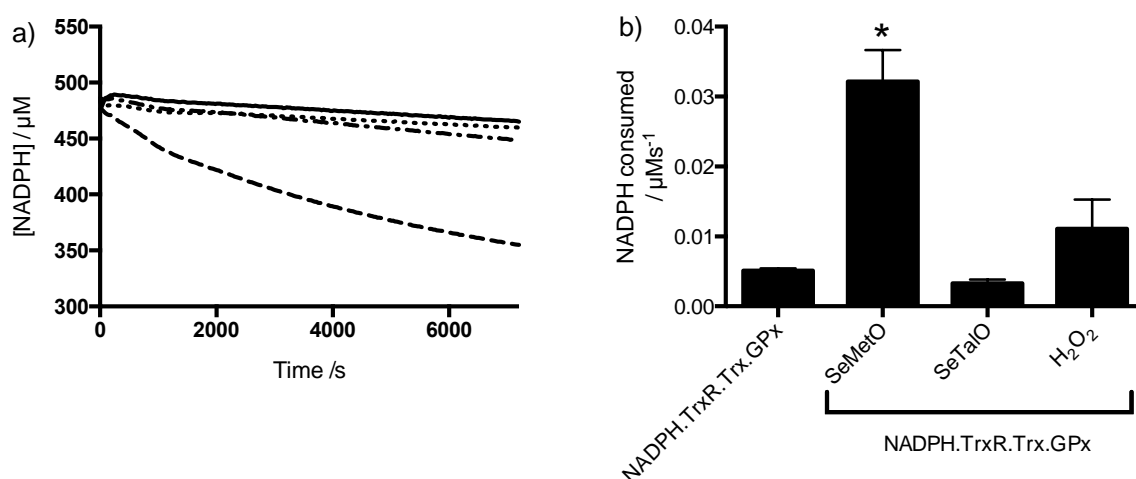 a)
550
500
450
400
350
300
[NADPH] / µM
0
2000
4000
6000
Time /s
b)
0.04
0.03
0.02
0.01
0.00
NADPH consumed
/ µMs-1
*
NADPH.TrxR.Trx.GPx
SeMetO
SeTalO
H2O2
NADPH.TrxR.Trx.GPx